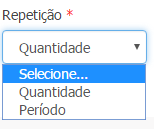 Repetição *
Quantidade
Selecione...
Quantidade
Período